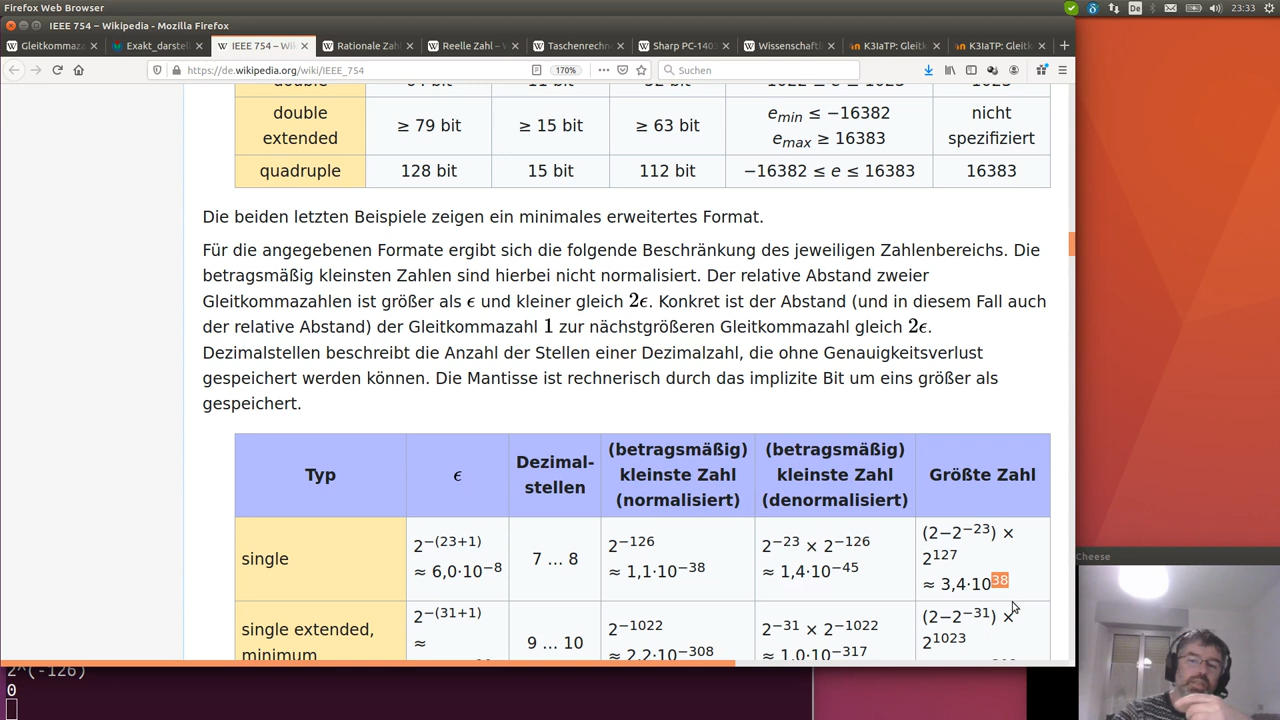 Firefox Web Browser
De
23:33
IEEE 754 – Wikipedia - Mozilla Firefox
Gleitkommaza
Exakt_darstell
IEEE 754 – Wiki
Rationale Zahl
Reelle Zahl – W
Taschenrechn
Sharp PC-1403
Wissenschaftl
K3IaTP: Gleitk
K3IaTP: Gleitk
https://de.wikipedia.org/wiki/IEEE_754
170%
Suchen
double
extended
≥ 79 bit
≥ 15 bit
≥ 63 bit
emin ≤ −16382
emax ≥ 16383
nicht
spezifiziert
quadruple
128 bit
15 bit
112 bit
−16382 ≤ e ≤ 16383
16383
Die beiden letzten Beispiele zeigen ein minimales erweitertes Format.
Für die angegebenen Formate ergibt sich die folgende Beschränkung des jeweiligen Zahlenbereichs. Die
betragsmäßig kleinsten Zahlen sind hierbei nicht normalisiert. Der relative Abstand zweier
Gleitkommazahlen ist größer als ϵ und kleiner gleich 2ϵ. Konkret ist der Abstand (und in diesem Fall auch
der relative Abstand) der Gleitkommazahl 1 zur nächstgrößeren Gleitkommazahl gleich 2ϵ.
Dezimalstellen beschreibt die Anzahl der Stellen einer Dezimalzahl, die ohne Genauigkeitsverlust
gespeichert werden können. Die Mantisse ist rechnerisch durch das implizite Bit um eins größer als
gespeichert.
Typ
ϵ
Dezimal-
stellen
(betragsmäßig)
kleinste Zahl
(normalisiert)
(betragsmäßig)
kleinste Zahl
(denormalisiert)
Größte Zahl
single
2^−(23+1)
≈ 6,0·10^−8
7 … 8
2^−126
≈ 1,1·10^−38
2^−23 × 2^−126
≈ 1,4·10^−45
(2−2^−23) ×
2^127
≈ 3,4·10^38
single extended,
minimum
2^−(31+1)
≈
9 … 10
2^−1022
≈ 2,2·10^−308
2^−31 × 2^−1022
≈ 1,0·10^−317
(2−2^−31) ×
2^1023
Cheese
2^(-126)
0